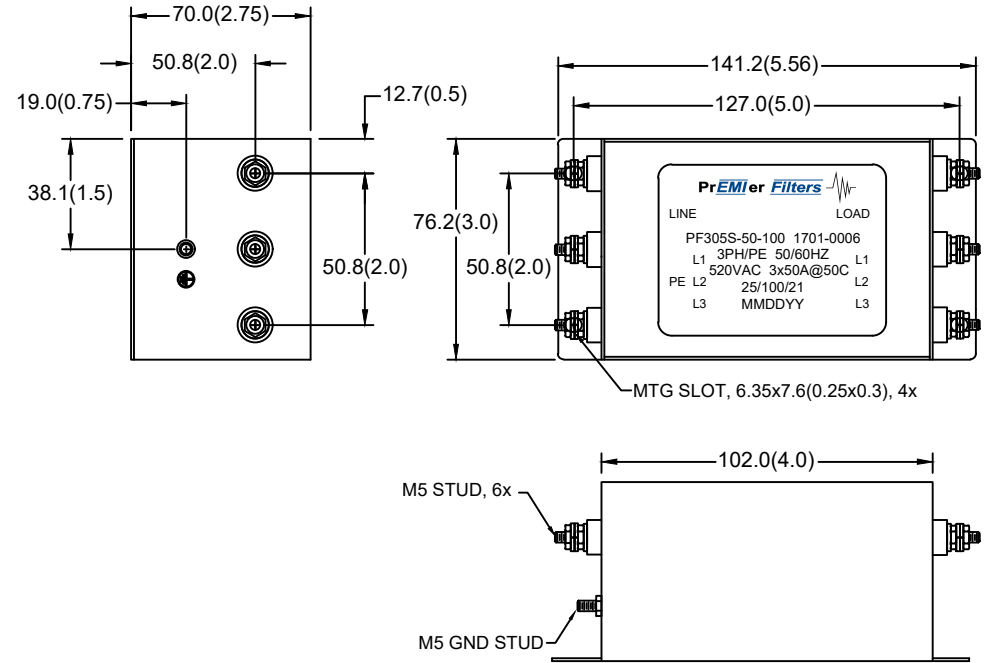 70.0(2.75)
50.8(2.0)
19.0(0.75)
12.7(0.5)
38.1(1.5)
50.8(2.0)
141.2(5.56)
127.0(5.0)
76.2(3.0)
50.8(2.0)
PrEMIer Filters
LINE LOAD
PF305S-50-100 1701-0006
3PH/PE 50/60HZ
L1 L1
520VAC 3x50A@50C
PE L2 L2
25/100/21
L3 MMDDYY L3
MTG SLOT, 6.35x7.6(0.25x0.3), 4x
102.0(4.0)
M5 STUD, 6x
M5 GND STUD